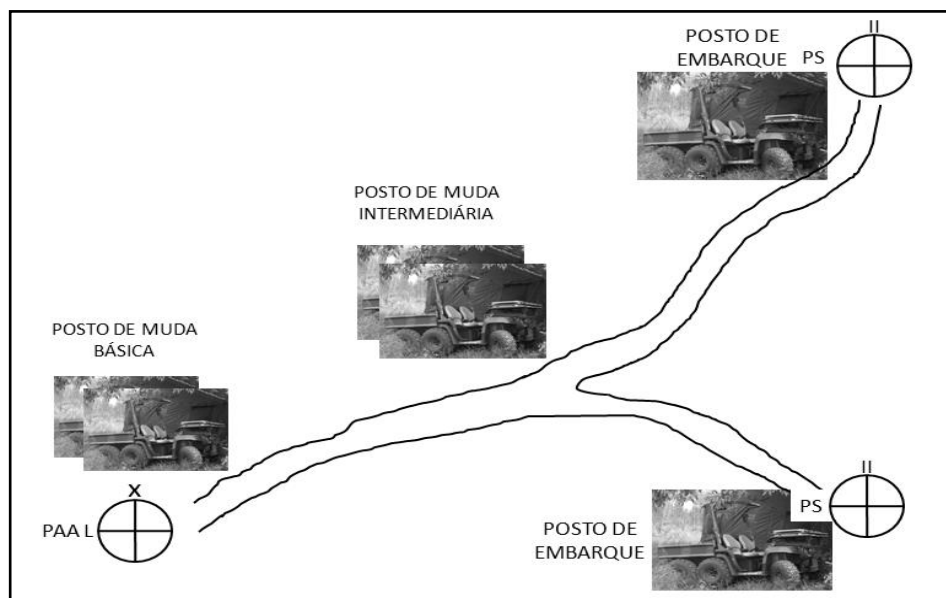 POSTO DE
EMBARQUE
PS
II
POSTO DE MUDA
INTERMEDIÁRIA
POSTO DE MUDA
BÁSICA
X
PAA L
II
PS
POSTO DE
EMBARQUE